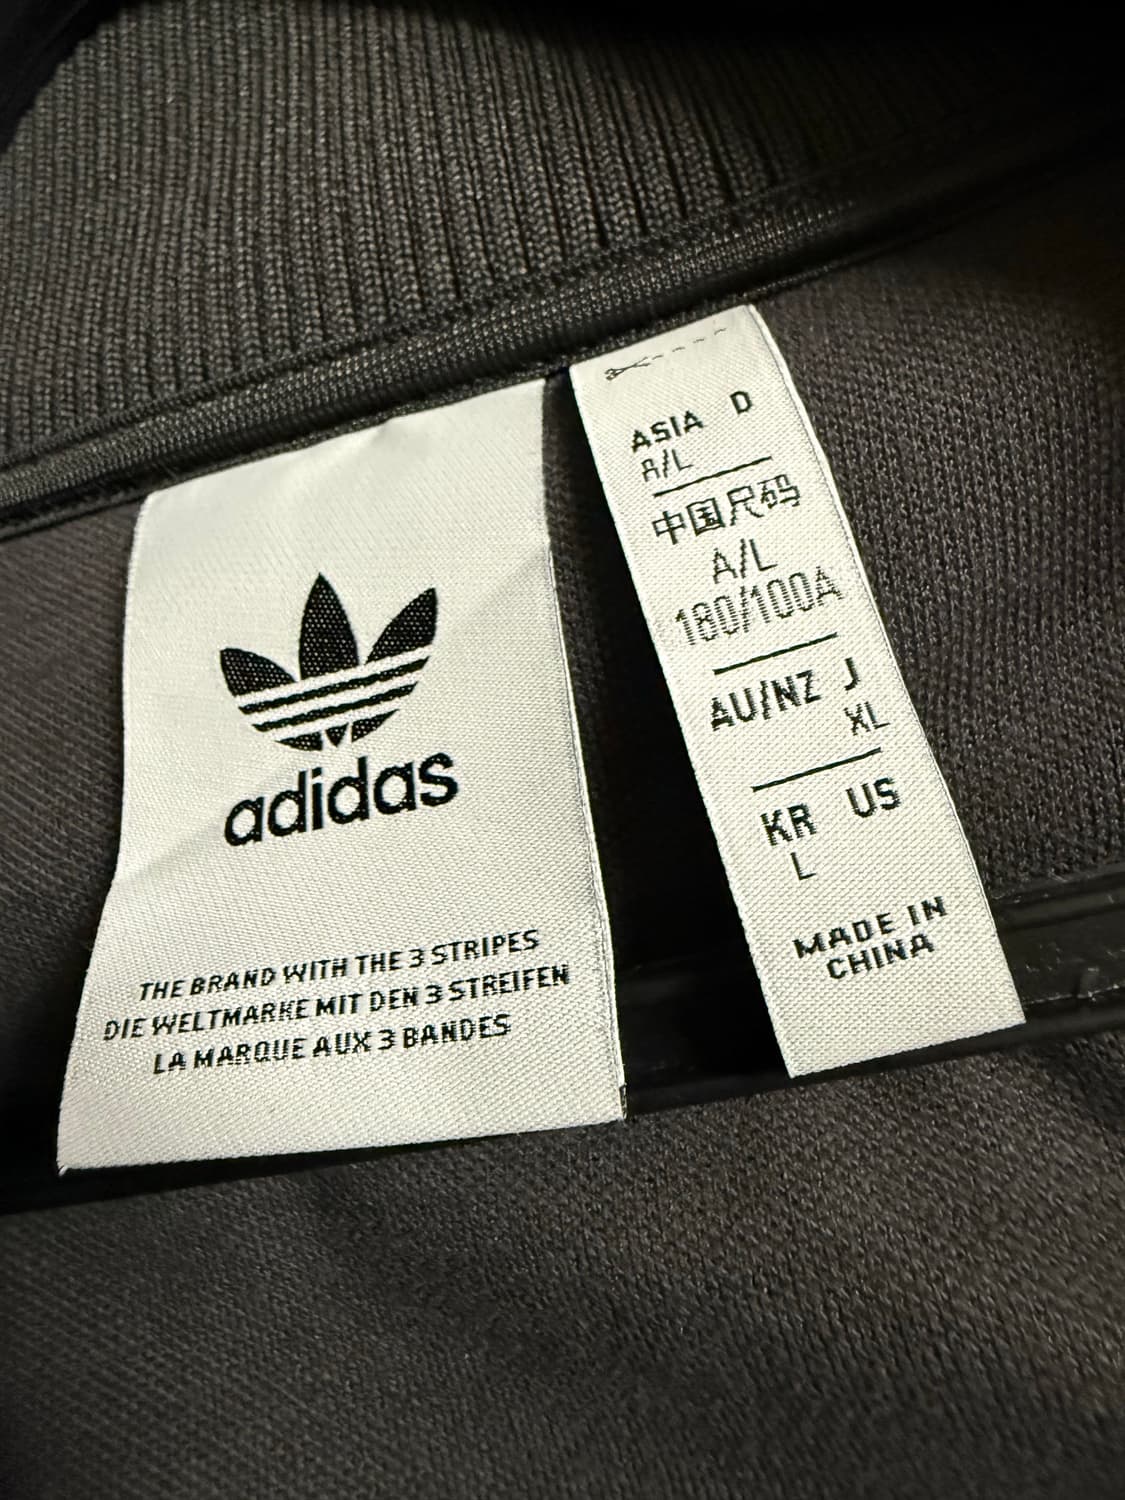 adidas
THE BRAND WITH THE 3 STRIPES
DIE WELTMARKE MIT DEN 3 STREIFEN
LA MARQUE AUX 3 BANDES
ASIA D
A/L
中国尺码
A/L
180/100A
AU/NZ J
XL
KR US
L
MADE IN
CHINA